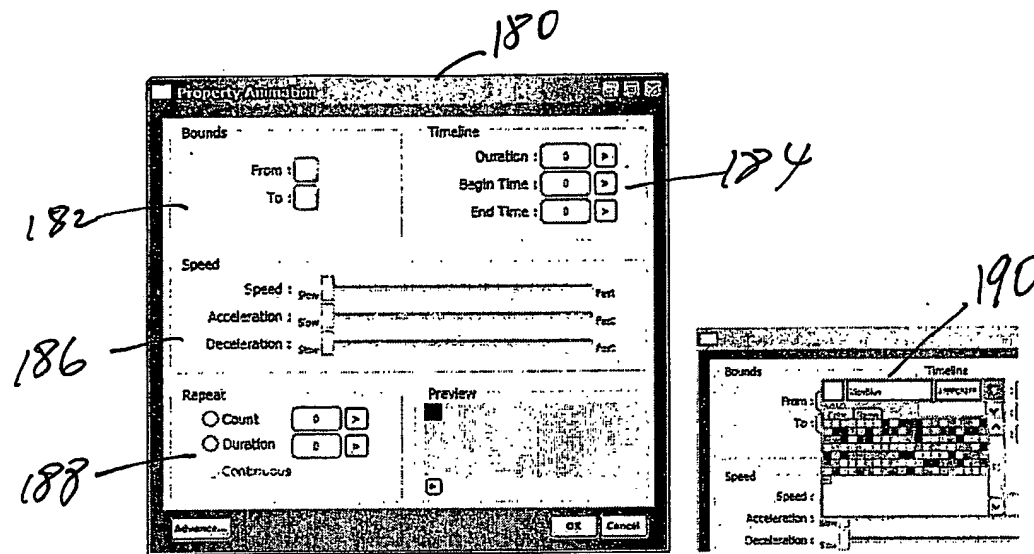 180
Property Animation
Bounds
From :
To :
Timeline
Duration : 0 >
Begin Time : 0 >
End Time : 0 >
182
184
Speed
Speed : Slow Fast
Acceleration : Slow Fast
Deceleration : Slow Fast
186
Repeat
Count 0 >
Duration 0 >
Continuous
Preview
188
Advance... OK Cancel
190
Bounds
Timeline
From :
To :
Speed
Speed :
Acceleration : Slow
Deceleration : Slow